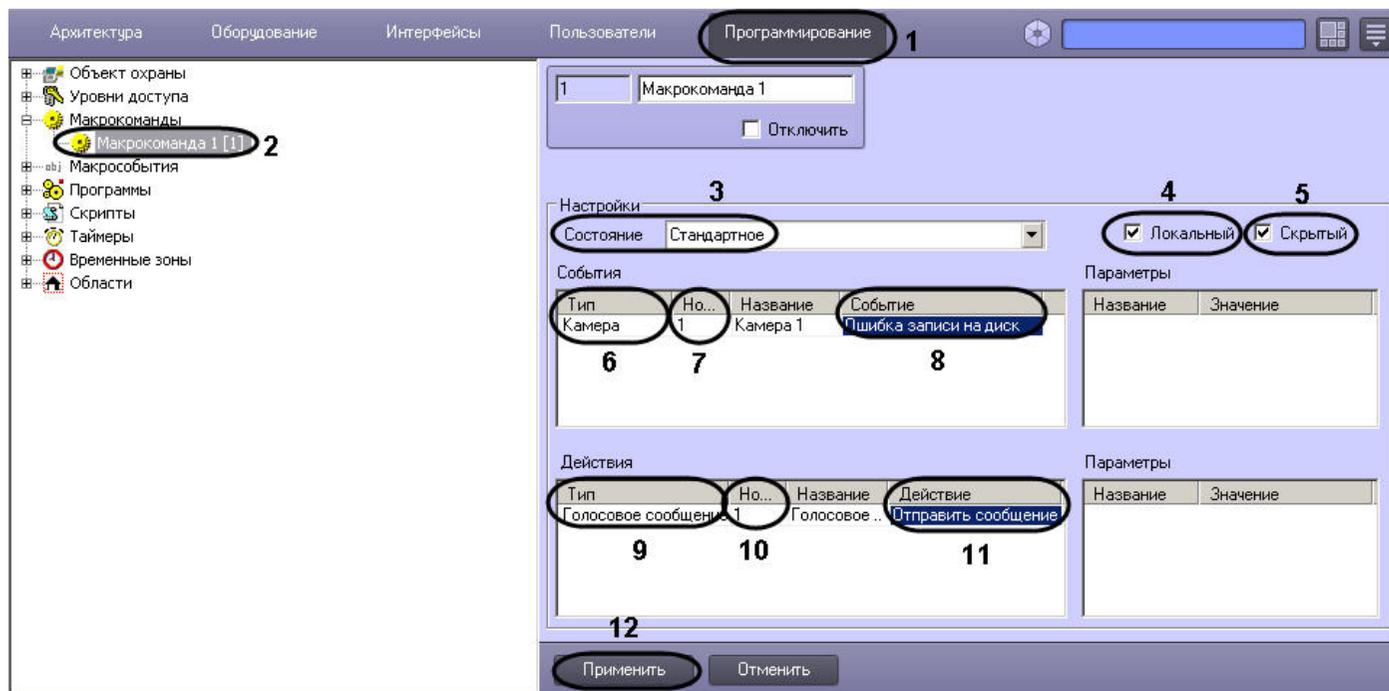 Архитектура Оборудование Интерфейсы Пользователи Программирование 1
Объект охраны
Уровни доступа
Макрокоманды
Макрокоманда 1 [1] 2
obj Макрособытия
Программы
Скрипты
Таймеры
Временные зоны
Области
1 Макрокоманда 1
Отключить
3 4 5
Настройки
Состояние Стандартное Локальный Скрытый
События Параметры
Тип Но... Название Событие Название Значение
Камера 1 Камера 1 Ошибка записи на диск
6 7 8
Действия Параметры
Тип Но... Название Действие Название Значение
Голосовое сообщение 1 Голосовое .. Отправить сообщение
9 10 11
12
Применить Отменить